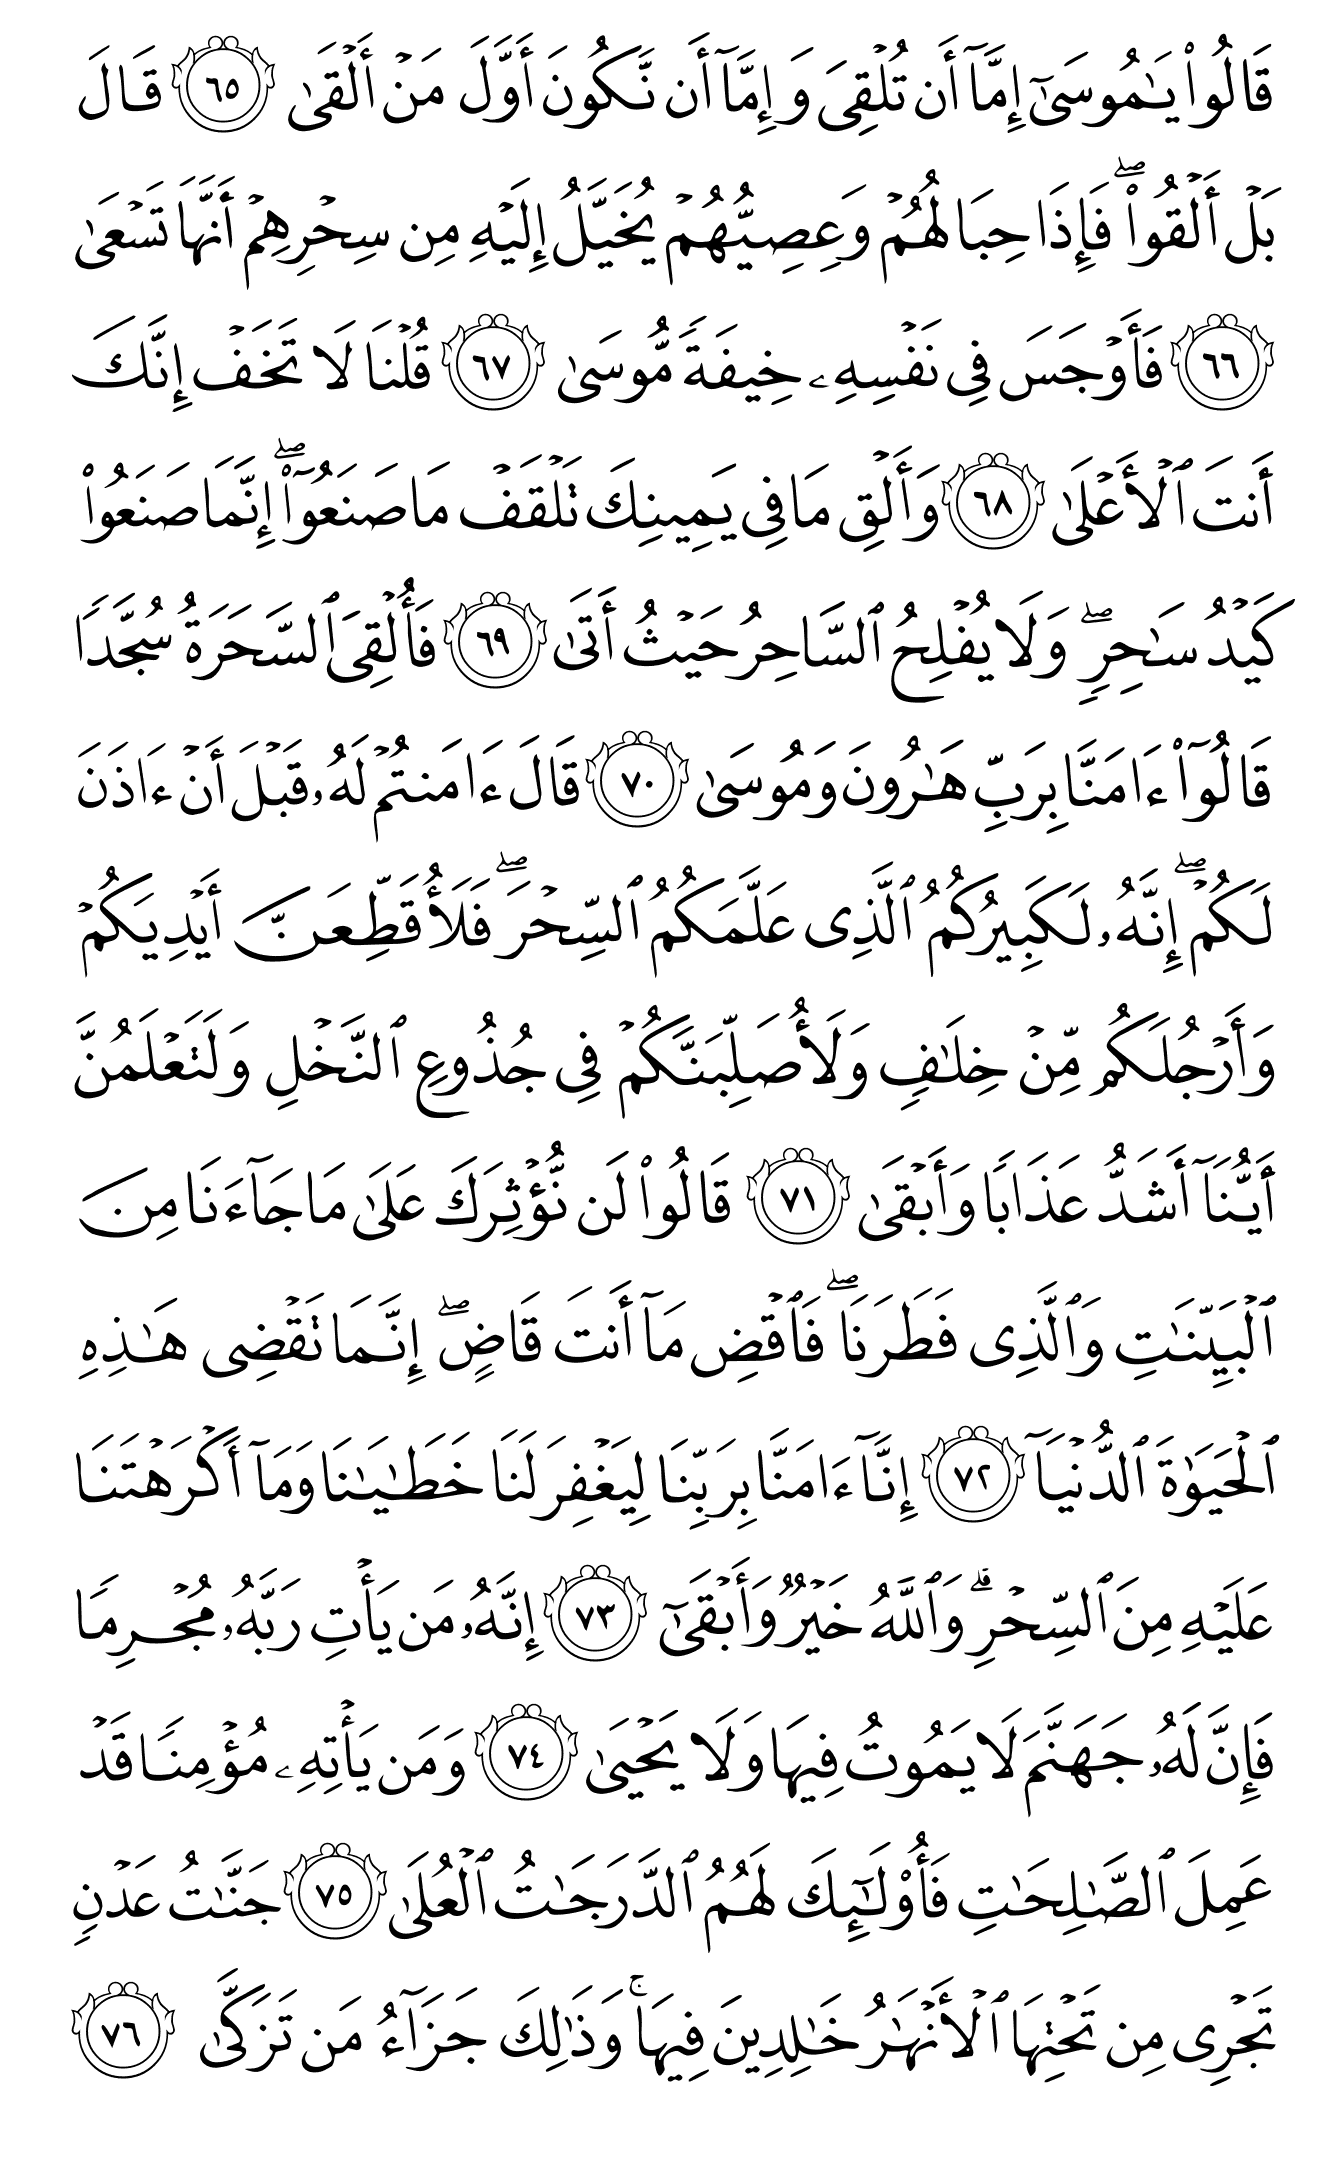 قَالُوا۟ يَـٰمُوسَىٰٓ إِمَّآ أَن تُلْقِىَ وَإِمَّآ أَن نَّكُونَ أَوَّلَ مَنْ أَلْقَىٰ ٦٥ قَالَ
بَلْ أَلْقُوا۟ ۖ فَإِذَا حِبَالُهُمْ وَعِصِيُّهُمْ يُخَيَّلُ إِلَيْهِ مِن سِحْرِهِمْ أَنَّهَا تَسْعَىٰ
٦٦ فَأَوْجَسَ فِى نَفْسِهِۦ خِيفَةً مُّوسَىٰ ٦٧ قُلْنَا لَا تَخَفْ إِنَّكَ
أَنتَ ٱلْأَعْلَىٰ ٦٨ وَأَلْقِ مَا فِى يَمِينِكَ تَلْقَفْ مَا صَنَعُوٓا۟ ۖ إِنَّمَا صَنَعُوا۟
كَيْدُ سَـٰحِرٍ ۖ وَلَا يُفْلِحُ ٱلسَّاحِرُ حَيْثُ أَتَىٰ ٦٩ فَأُلْقِىَ ٱلسَّحَرَةُ سُجَّدًا
قَالُوٓا۟ ءَامَنَّا بِرَبِّ هَـٰرُونَ وَمُوسَىٰ ٧٠ قَالَ ءَامَنتُمْ لَهُۥ قَبْلَ أَنْ ءَاذَنَ
لَكُمْ ۖ إِنَّهُۥ لَكَبِيرُكُمُ ٱلَّذِى عَلَّمَكُمُ ٱلسِّحْرَ ۖ فَلَأُقَطِّعَنَّ أَيْدِيَكُمْ
وَأَرْجُلَكُم مِّنْ خِلَـٰفٍ وَلَأُصَلِّبَنَّكُمْ فِى جُذُوعِ ٱلنَّخْلِ وَلَتَعْلَمُنَّ
أَيُّنَآ أَشَدُّ عَذَابًا وَأَبْقَىٰ ٧١ قَالُوا۟ لَن نُّؤْثِرَكَ عَلَىٰ مَا جَآءَنَا مِنَ
ٱلْبَيِّنَـٰتِ وَٱلَّذِى فَطَرَنَا ۖ فَٱقْضِ مَآ أَنتَ قَاضٍ ۖ إِنَّمَا تَقْضِى هَـٰذِهِ
ٱلْحَيَوٰةَ ٱلدُّنْيَآ ٧٢ إِنَّآ ءَامَنَّا بِرَبِّنَا لِيَغْفِرَ لَنَا خَطَـٰيَـٰنَا وَمَآ أَكْرَهْتَنَا
عَلَيْهِ مِنَ ٱلسِّحْرِ ۗ وَٱللَّهُ خَيْرٌ وَأَبْقَىٰٓ ٧٣ إِنَّهُۥ مَن يَأْتِ رَبَّهُۥ مُجْرِمًا
فَإِنَّ لَهُۥ جَهَنَّمَ لَا يَمُوتُ فِيهَا وَلَا يَحْيَىٰ ٧٤ وَمَن يَأْتِهِۦ مُؤْمِنًا قَدْ
عَمِلَ ٱلصَّـٰلِحَـٰتِ فَأُو۟لَـٰٓئِكَ لَهُمُ ٱلدَّرَجَـٰتُ ٱلْعُلَىٰ ٧٥ جَنَّـٰتُ عَدْنٍ
تَجْرِى مِن تَحْتِهَا ٱلْأَنْهَـٰرُ خَـٰلِدِينَ فِيهَا ۚ وَذَٰلِكَ جَزَآءُ مَن تَزَكَّىٰ ٧٦